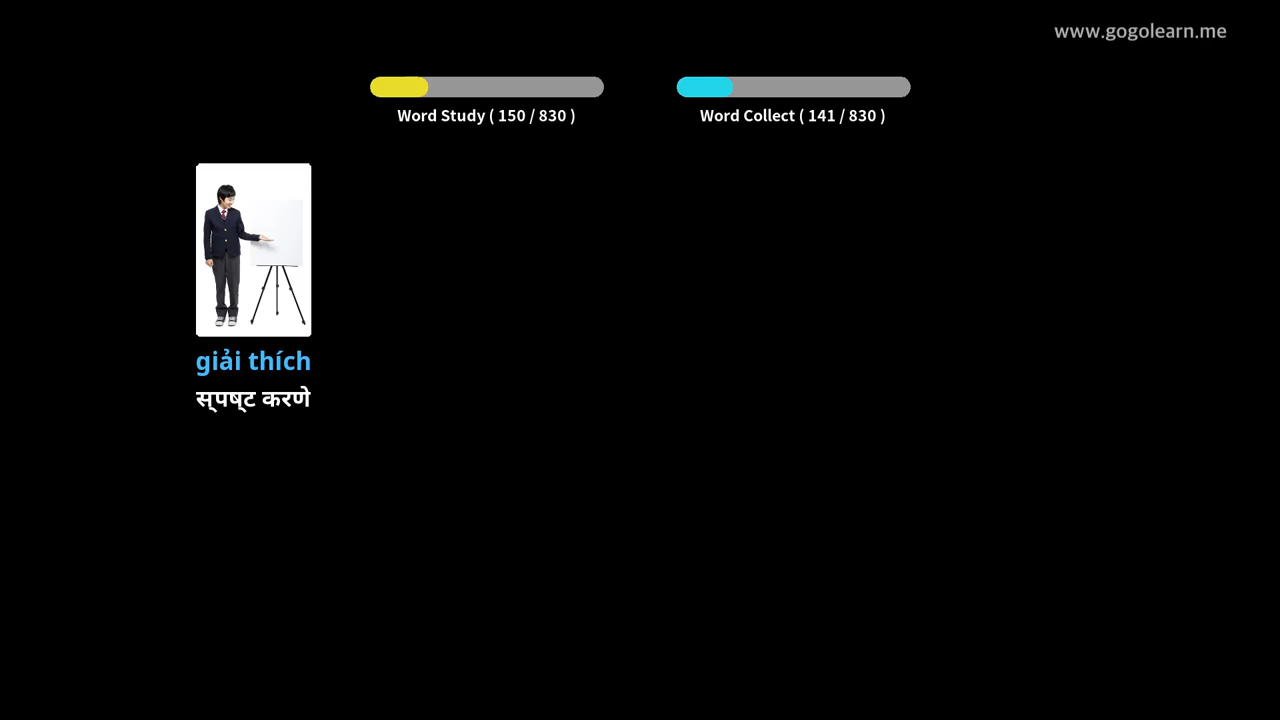 www.gogolearn.me
Word Study ( 150 / 830 )
Word Collect ( 141 / 830 )
giải thích
स्पष्ट करणे